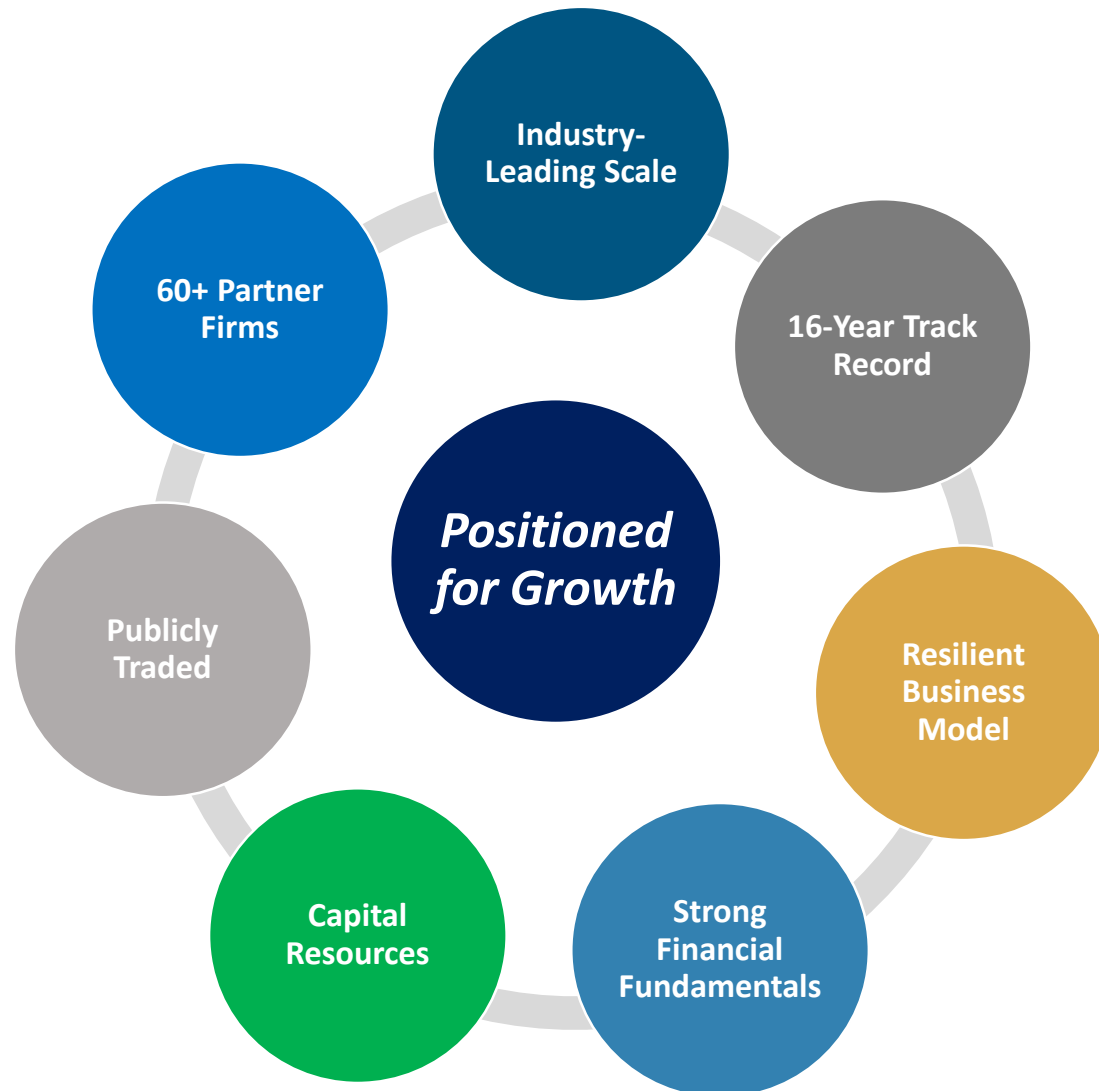 Industry-
Leading Scale
16-Year Track
Record
Resilient
Business
Model
Strong
Financial
Fundamentals
Capital
Resources
Publicly
Traded
60+ Partner
Firms
Positioned
for Growth